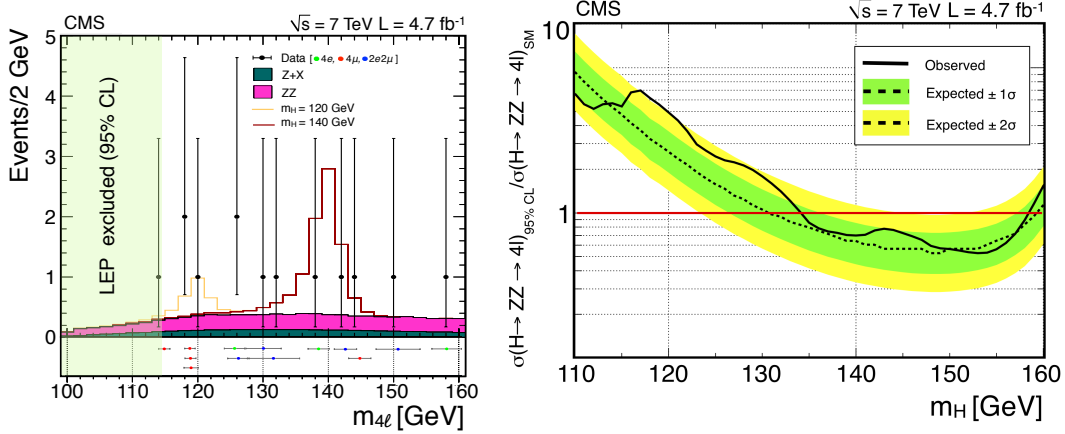 CMS √s = 7 TeV L = 4.7 fb⁻¹
Events/2 GeV
5
4
3
2
1
0
LEP excluded (95% CL)
Data [•4e, •4μ, •2e2μ]
Z+X
ZZ
m_H = 120 GeV
m_H = 140 GeV
100 110 120 130 140 150 160
m_4ℓ [GeV]
CMS √s = 7 TeV L = 4.7 fb⁻¹
σ(H→ ZZ → 4l)_95% CL /σ(H→ ZZ → 4l)_SM
10
1
Observed
Expected ± 1σ
Expected ± 2σ
110 120 130 140 150 160
m_H [GeV]